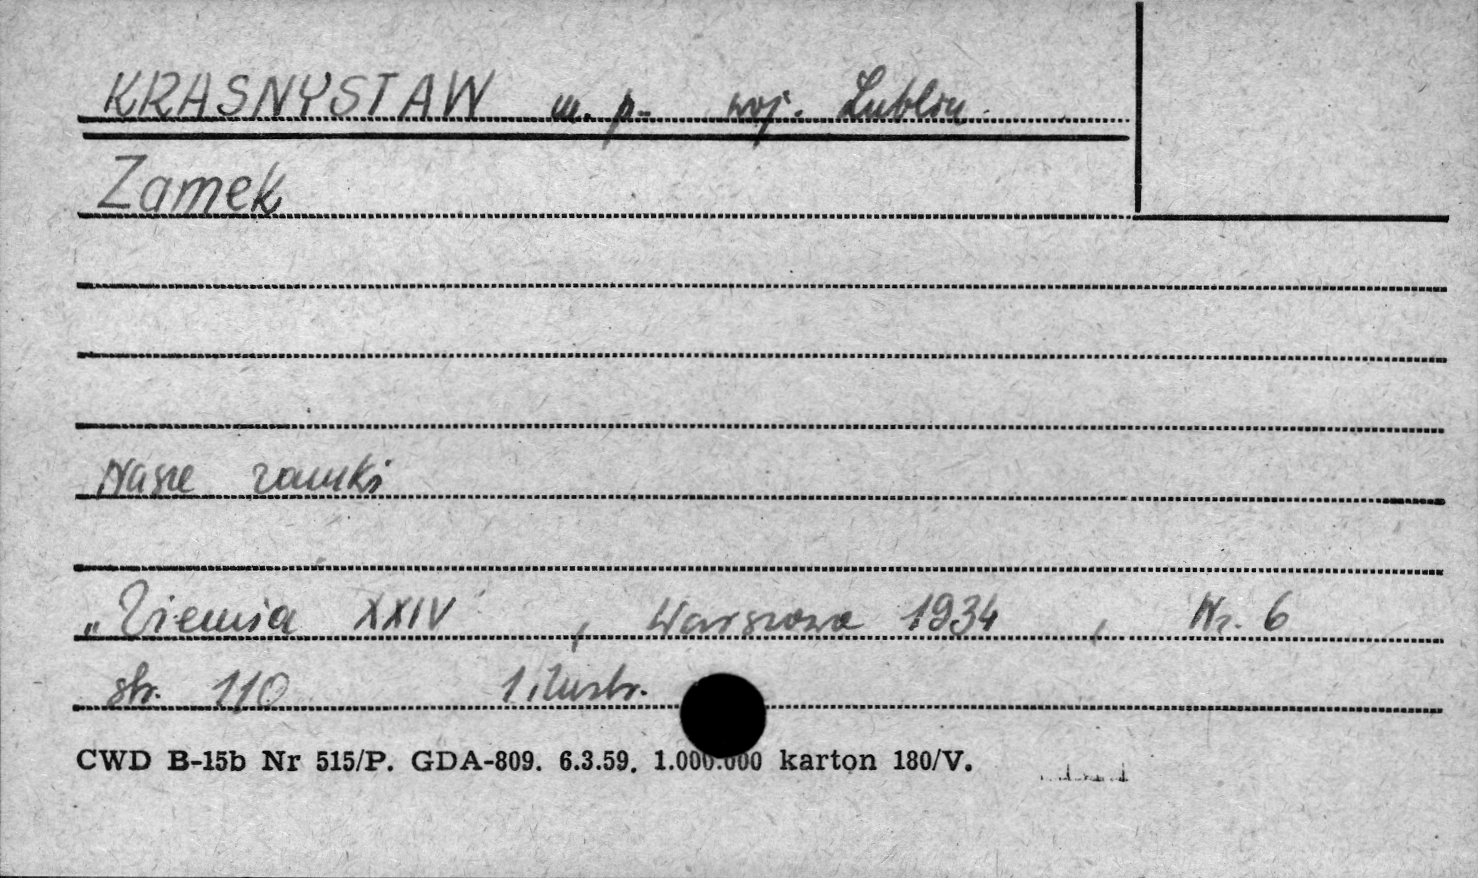 KRASNYSTAW m. p. woj. Lublin
Zamek
Nasze zamki
„Ziemia XXIV , Warszawa 1934 , Nr. 6
str. 110 1 ilustr.
CWD B-15b Nr 515/P. GDA-809. 6.3.59. 1.000.000 karton 180/V.